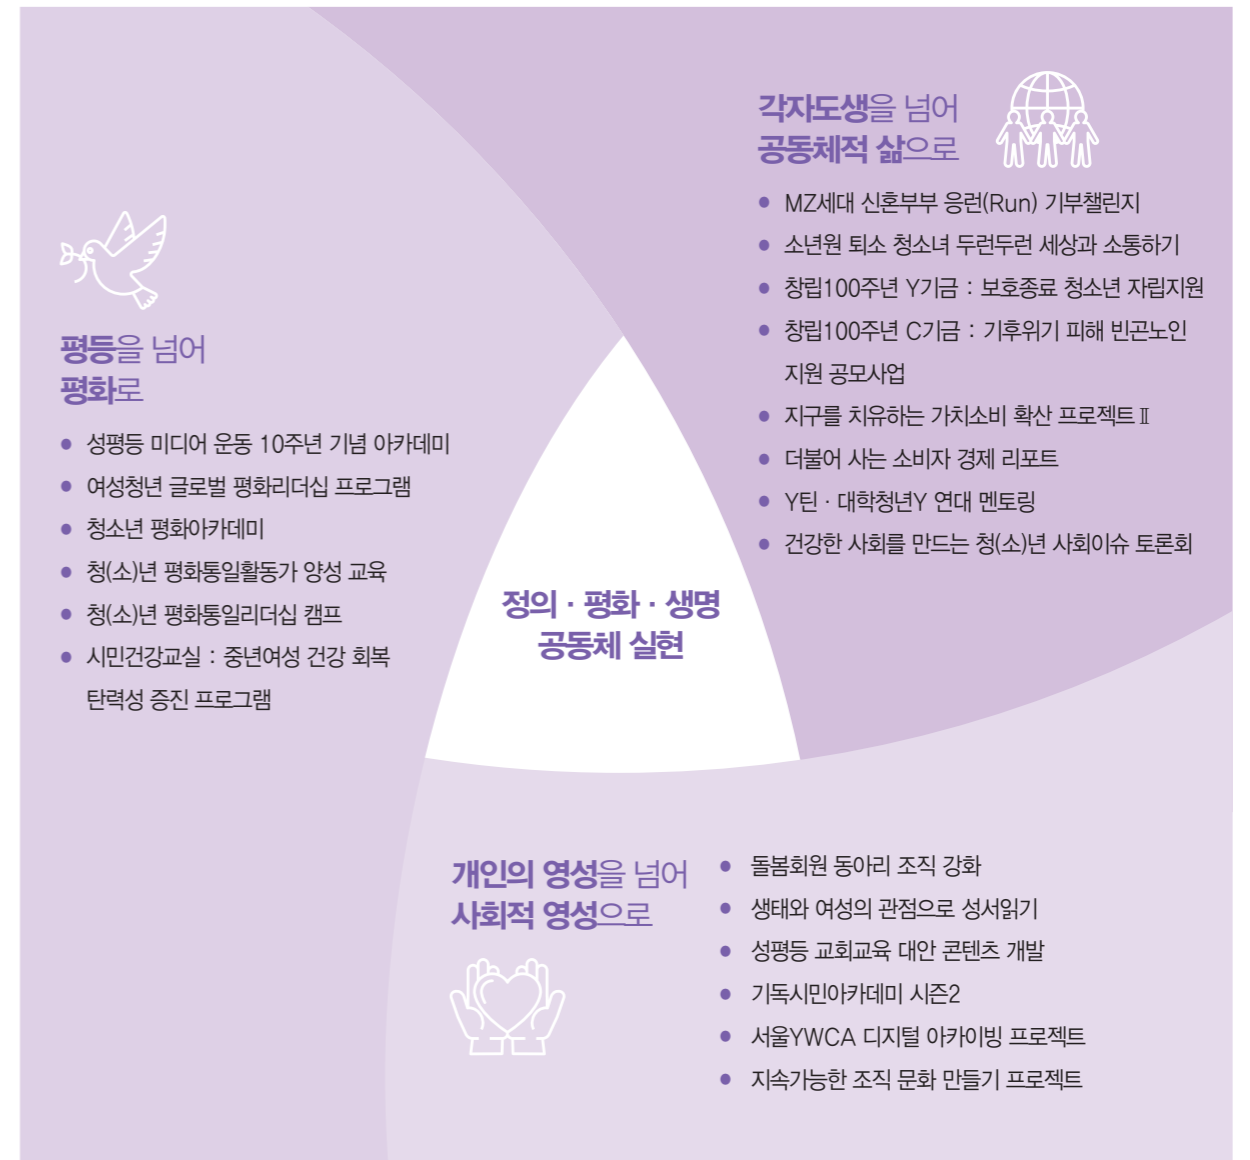 각자도생을 넘어
공동체적 삶으로
• MZ세대 신혼부부 응런(Run) 기부챌린지
• 소년원 퇴소 청소녀 두런두런 세상과 소통하기
• 창립100주년 Y기금 : 보호종료 청소년 자립지원
• 창립100주년 C기금 : 기후위기 피해 빈곤노인
지원 공모사업
• 지구를 치유하는 가치소비 확산 프로젝트Ⅱ
• 더불어 사는 소비자 경제 리포트
• Y틴 · 대학청년Y 연대 멘토링
• 건강한 사회를 만드는 청(소)년 사회이슈 토론회
평등을 넘어
평화로
• 성평등 미디어 운동 10주년 기념 아카데미
• 여성청년 글로벌 평화리더십 프로그램
• 청소년 평화아카데미
• 청(소)년 평화통일활동가 양성 교육
• 청(소)년 평화통일리더십 캠프
• 시민건강교실 : 중년여성 건강 회복
탄력성 증진 프로그램
정의 · 평화 · 생명
공동체 실현
개인의 영성을 넘어
사회적 영성으로
• 돌봄회원 동아리 조직 강화
• 생태와 여성의 관점으로 성서읽기
• 성평등 교회교육 대안 콘텐츠 개발
• 기독시민아카데미 시즌2
• 서울YWCA 디지털 아카이빙 프로젝트
• 지속가능한 조직 문화 만들기 프로젝트